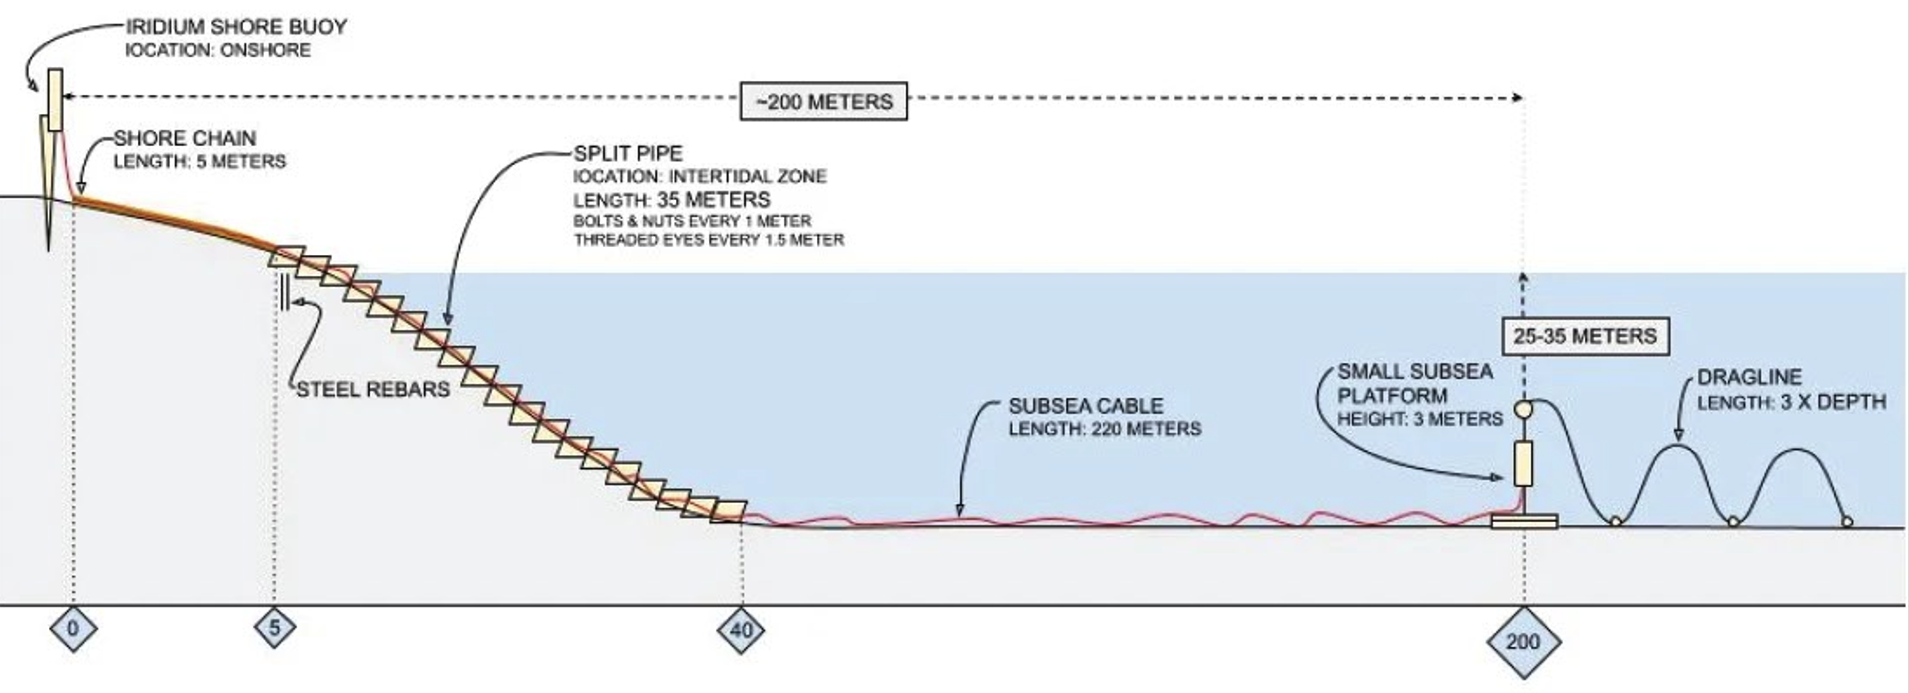 IRIDIUM SHORE BUOY
lOCATION: ONSHORE
~200 METERS
SHORE CHAIN
LENGTH: 5 METERS
SPLIT PIPE
lOCATION: INTERTIDAL ZONE
LENGTH: 35 METERS
BOLTS & NUTS EVERY 1 METER
THREADED EYES EVERY 1.5 METER
STEEL REBARS
SUBSEA CABLE
LENGTH: 220 METERS
25-35 METERS
SMALL SUBSEA
PLATFORM
HEIGHT: 3 METERS
DRAGLINE
LENGTH: 3 X DEPTH
0
5
40
200